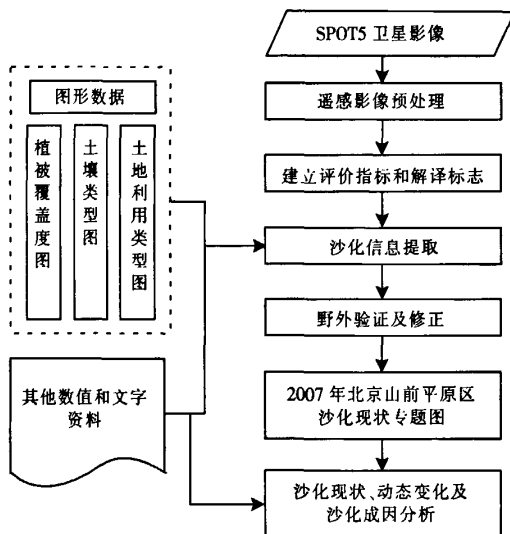 SPOT5 卫星影像
遥感影像预处理
建立评价指标和解译标志
沙化信息提取
野外验证及修正
2007 年北京山前平原区
沙化现状专题图
沙化现状、动态变化及
沙化成因分析
图形数据
植被覆盖度图
土壤类型图
土地利用类型图
其他数值和文字
资料